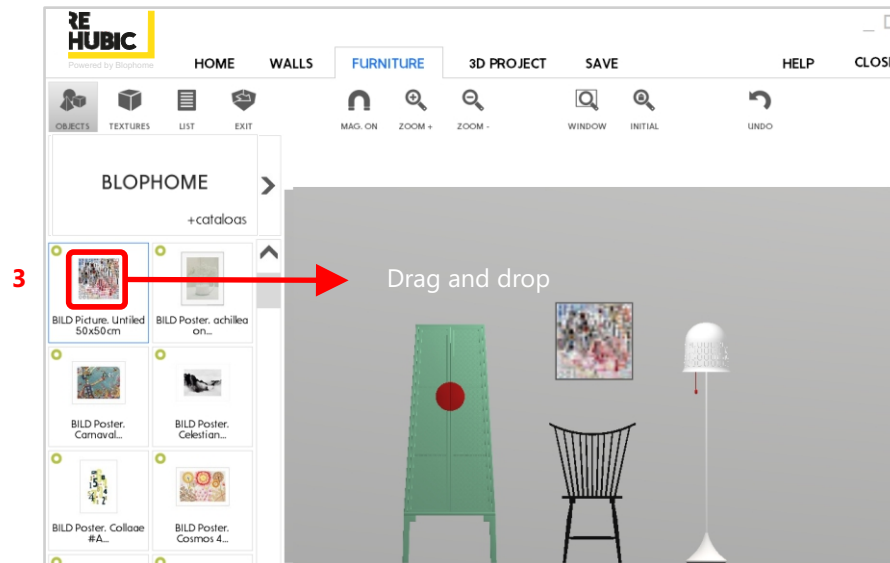 RE
HUBIC
Powered by Blophome
HOME WALLS FURNITURE 3D PROJECT SAVE HELP CLOSE
OBJECTS TEXTURES LIST EXIT MAG. ON ZOOM + ZOOM - WINDOW INITIAL UNDO
BLOPHOME
+cataloas
3
Drag and drop
BILD Picture. Untiled
50x50cm
BILD Poster. achillea
on...
BILD Poster.
Carnaval...
BILD Poster.
Celestian...
BILD Poster. Collage
#A...
BILD Poster.
Cosmos 4...